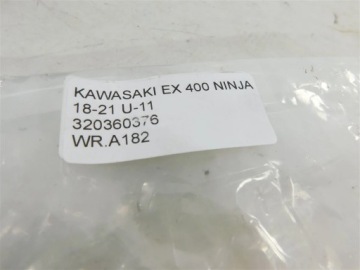 KAWASAKI EX 400 NINJA
18-21 U-11
320360376
WR.A182